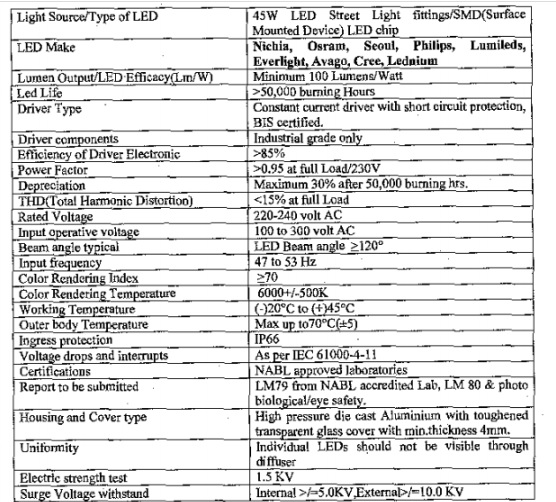 Light Source/Type of LED 45W LED Street Light fittings/SMD(Surface
Mounted Device) LED chip
LED Make Nichia, Osram, Seoul, Philips, Lumileds,
Everlight, Avago, Cree, Lednium
Lumen Output/LED Efficacy(Lm/W) Minimum 100 Lumens/Watt
Led Life >50,000 burning Hours
Driver Type Constant current driver with short circuit protection,
BIS certified.
Driver components Industrial grade only
Efficiency of Driver Electronic >85%
Power Factor >0.95 at full Load/230V
Depreciation Maximum 30% after 50,000 burning hrs.
THD(Total Harmonic Distortion) <15% at full Load
Rated Voltage 220-240 volt AC
Input operative voltage 100 to 300 volt AC
Beam angle typical LED Beam angle ≥120°
Input frequency 47 to 53 Hz
Color Rendering Index ≥70
Color Rendering Temperature 6000+/-500K
Working Temperature (-)20°C to (+)45°C
Outer body Temperature Max up to70°C(±5)
Ingress protection IP66
Voltage drops and interrupts As per IEC 61000-4-11
Certifications NABL approved laboratories
Report to be submitted LM79 from NABL accredited Lab, LM 80 & photo
biological/eye safety.
Housing and Cover type High pressure die cast Aluminium with toughened
transparent glass cover with min.thickness 4mm.
Uniformity Individual LEDs should not be visible through
diffuser
Electric strength test 1.5 KV
Surge Voltage withstand Internal >/=5.0KV,External>/=10.0 KV